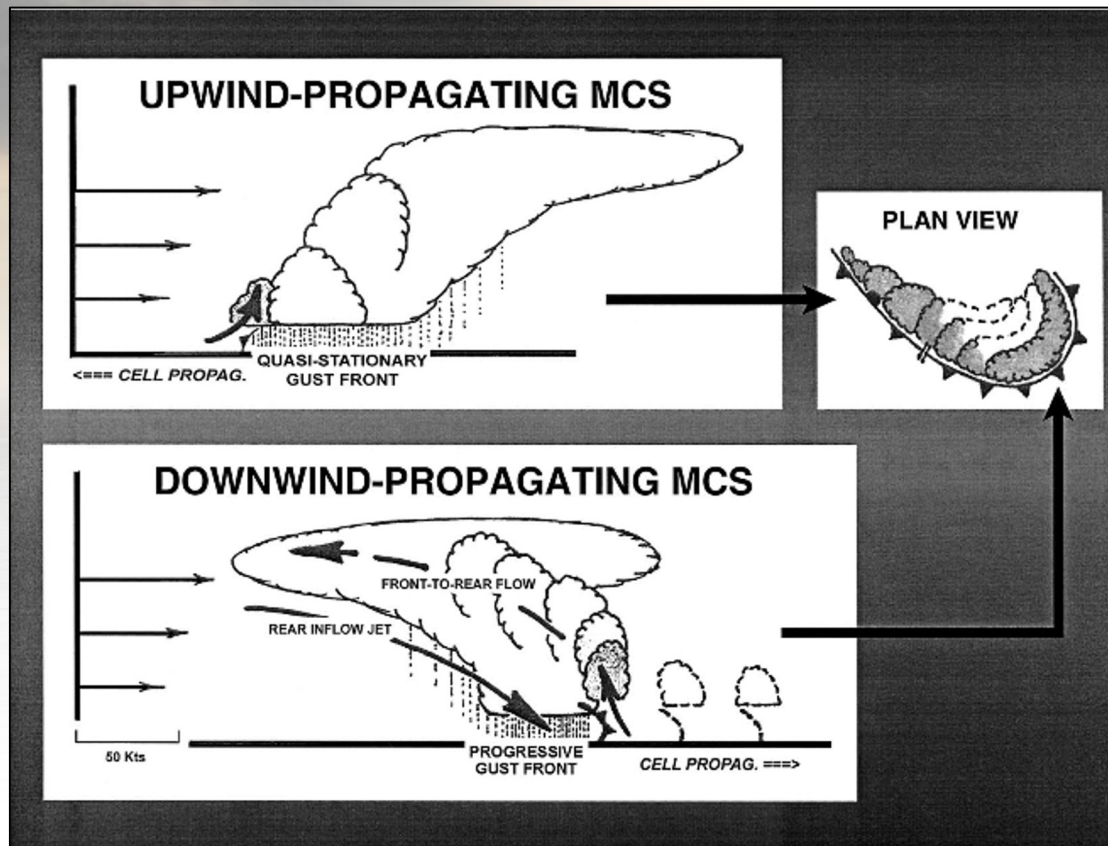 UPWIND-PROPAGATING MCS
QUASI-STATIONARY
GUST FRONT
<=== CELL PROPAG.
PLAN VIEW
DOWNWIND-PROPAGATING MCS
FRONT-TO-REAR FLOW
REAR INFLOW JET
50 Kts
PROGRESSIVE
GUST FRONT
CELL PROPAG. ===>